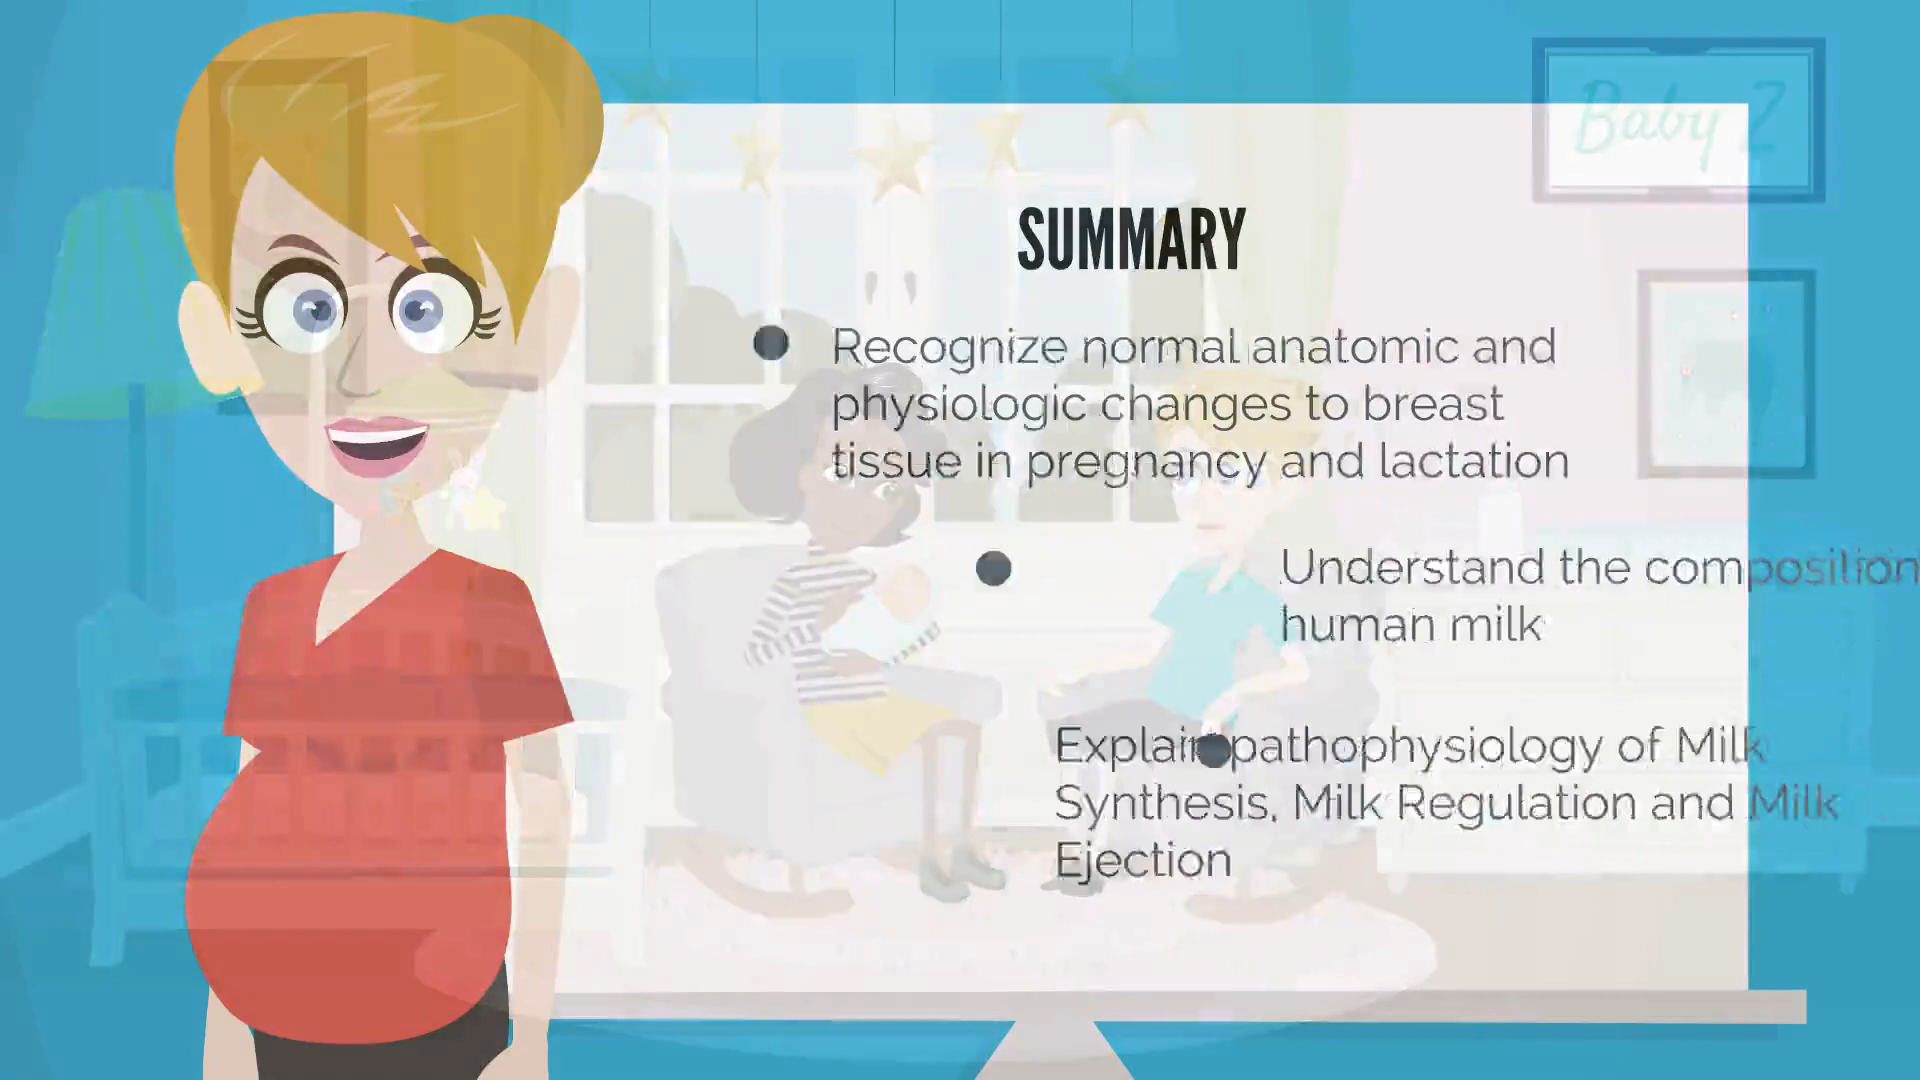 Baby Z
SUMMARY
Recognize normal anatomic and
physiologic changes to breast
tissue in pregnancy and lactation
Understand the composition
human milk
Explain pathophysiology of Milk
Synthesis, Milk Regulation and Milk
Ejection